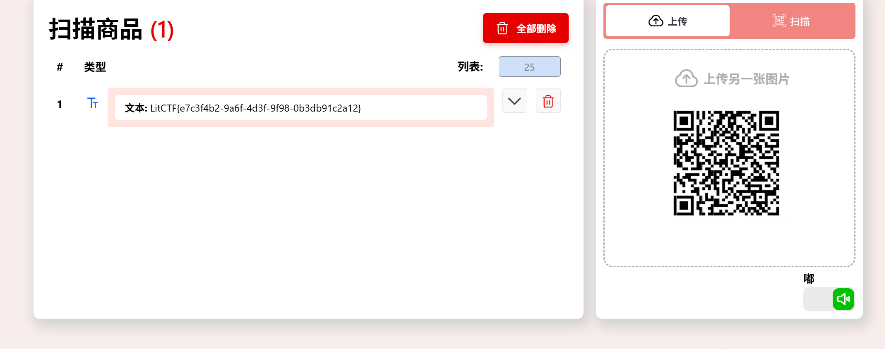 扫描商品 (1)
全部删除
# 类型 列表: 25
1 文本: LitCTF{e7c3f4b2-9a6f-4d3f-9f98-0b3db91c2a12}
上传 扫描
上传另一张图片
嘟